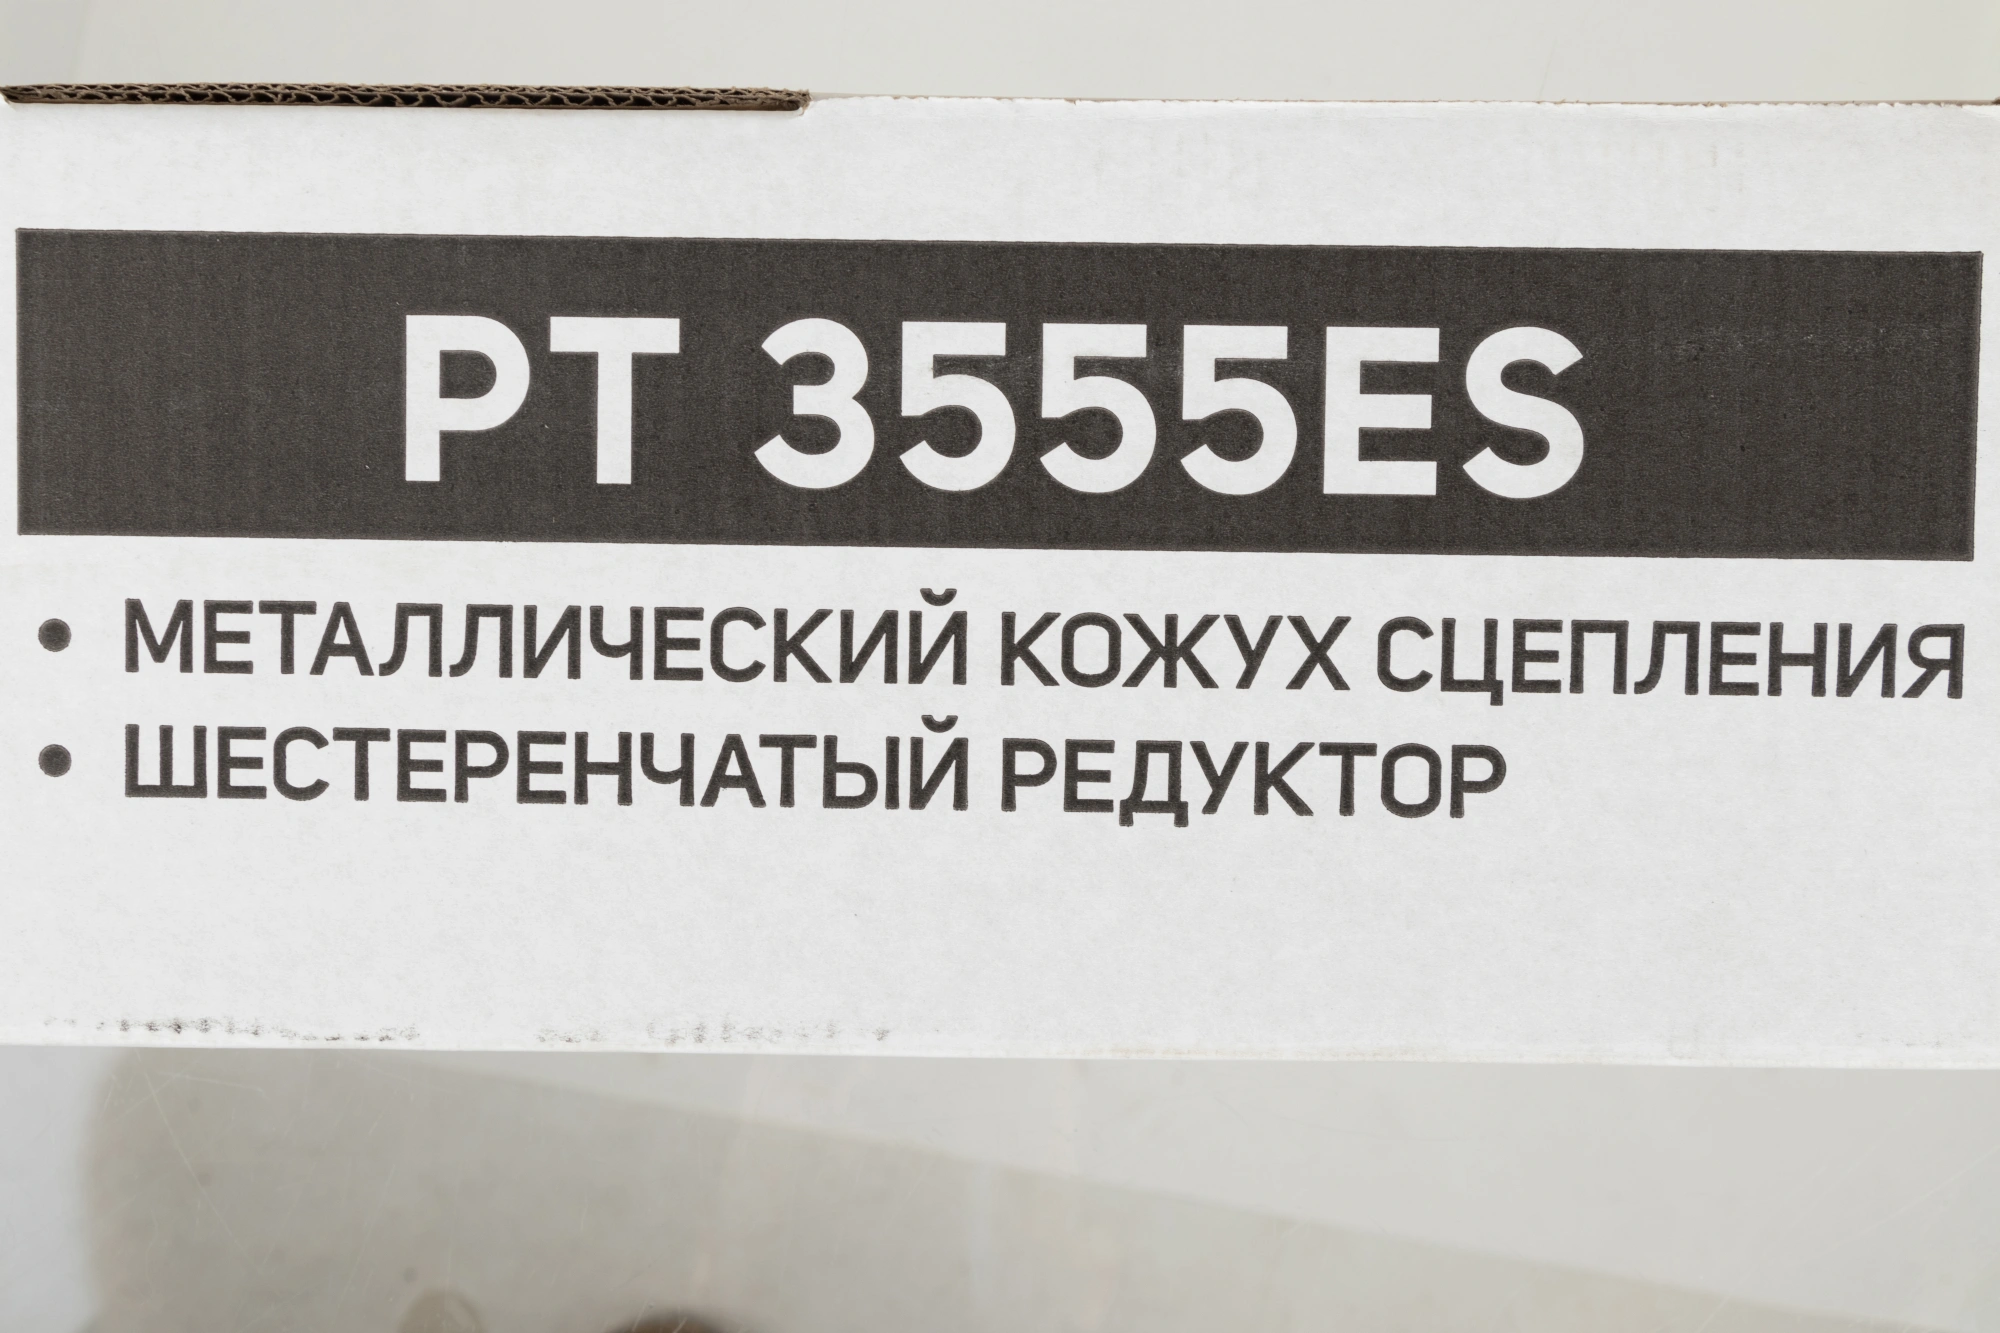 PT 3555ES
• МЕТАЛЛИЧЕСКИЙ КОЖУХ СЦЕПЛЕНИЯ
• ШЕСТЕРЕНЧАТЫЙ РЕДУКТОР